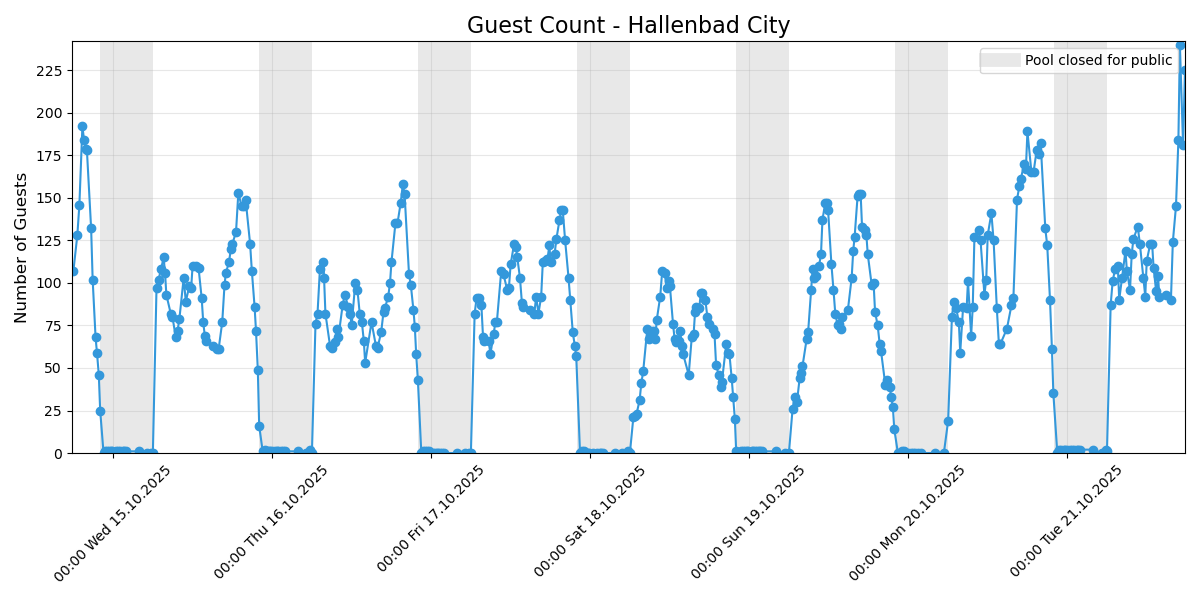 Guest Count - Hallenbad City
Pool closed for public
Number of Guests
225
200
175
150
125
100
75
50
25
0
00:00 Wed 15.10.2025
00:00 Thu 16.10.2025
00:00 Fri 17.10.2025
00:00 Sat 18.10.2025
00:00 Sun 19.10.2025
00:00 Mon 20.10.2025
00:00 Tue 21.10.2025